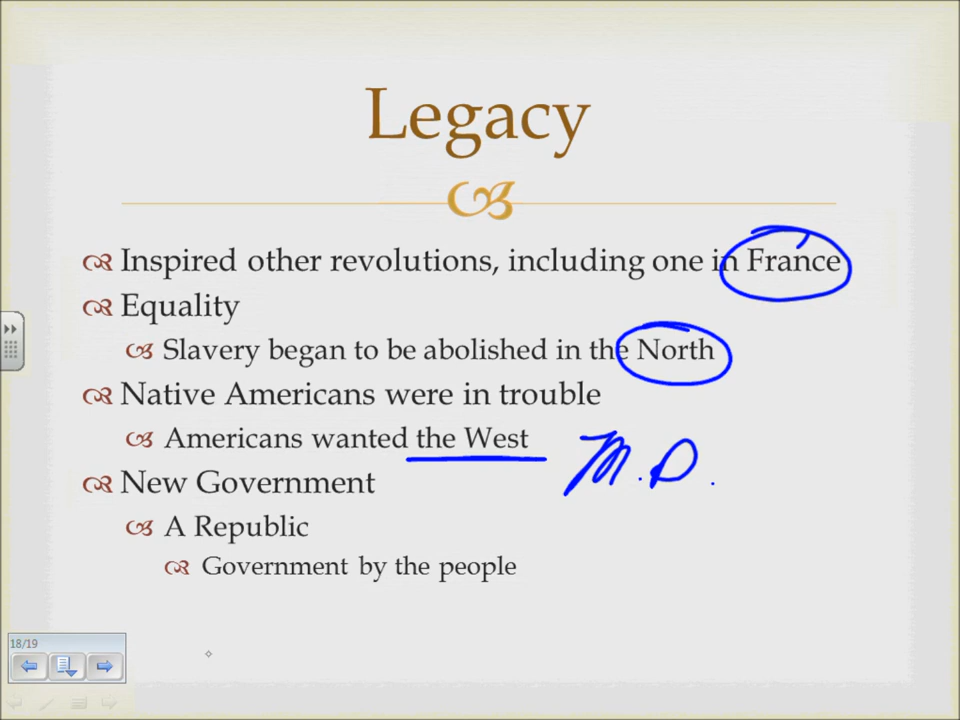 Legacy
Inspired other revolutions, including one in France
Equality
Slavery began to be abolished in the North
Native Americans were in trouble
Americans wanted the West
M.D.
New Government
A Republic
Government by the people
18/19